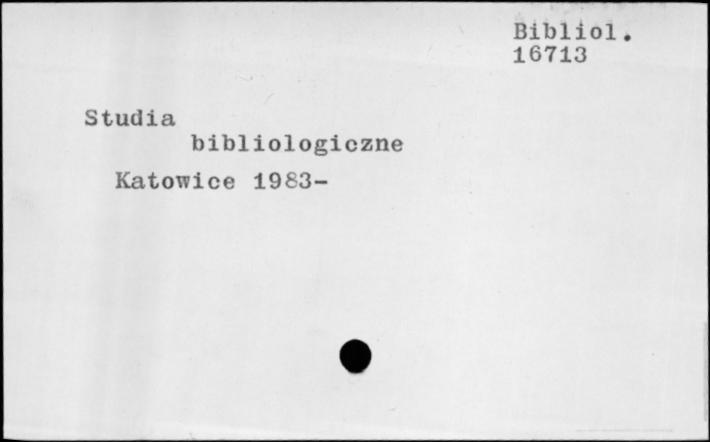 Bibliol.
16713
Studia
bibliologiczne
Katowice 1983-